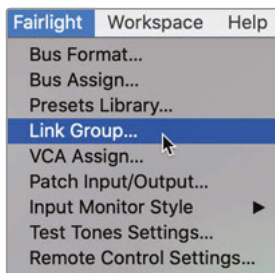 Fairlight Workspace Help
Bus Format...
Bus Assign...
Presets Library...
Link Group...
VCA Assign...
Patch Input/Output...
Input Monitor Style
Test Tones Settings...
Remote Control Settings...